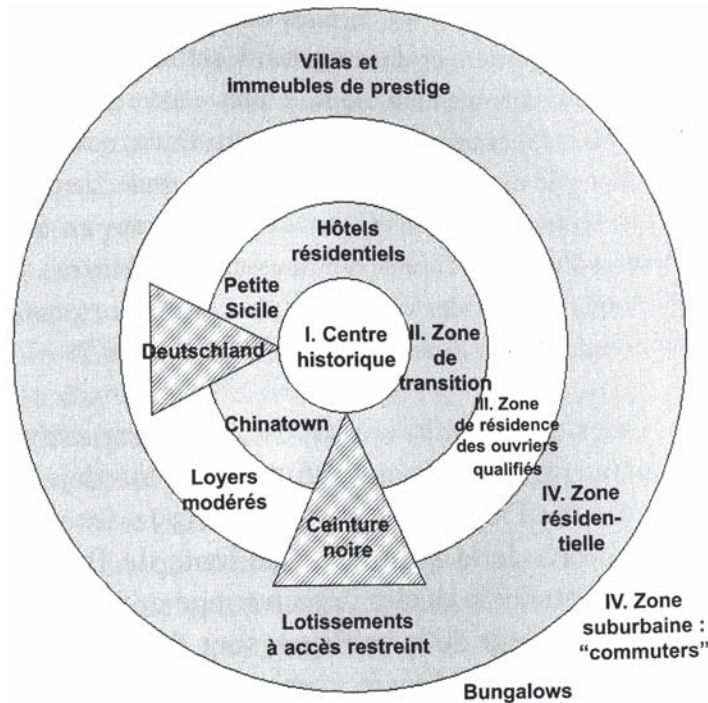 Villas et
immeubles de prestige
Hôtels
résidentiels
Petite
Sicile
Deutschland
I. Centre
historique
II. Zone
de
transition
Chinatown
III. Zone
de résidence
des ouvriers
qualifiés
Loyers
modérés
Ceinture
noire
IV. Zone
résiden-
tielle
Lotissements
à accès restreint
IV. Zone
suburbaine :
“commuters”
Bungalows